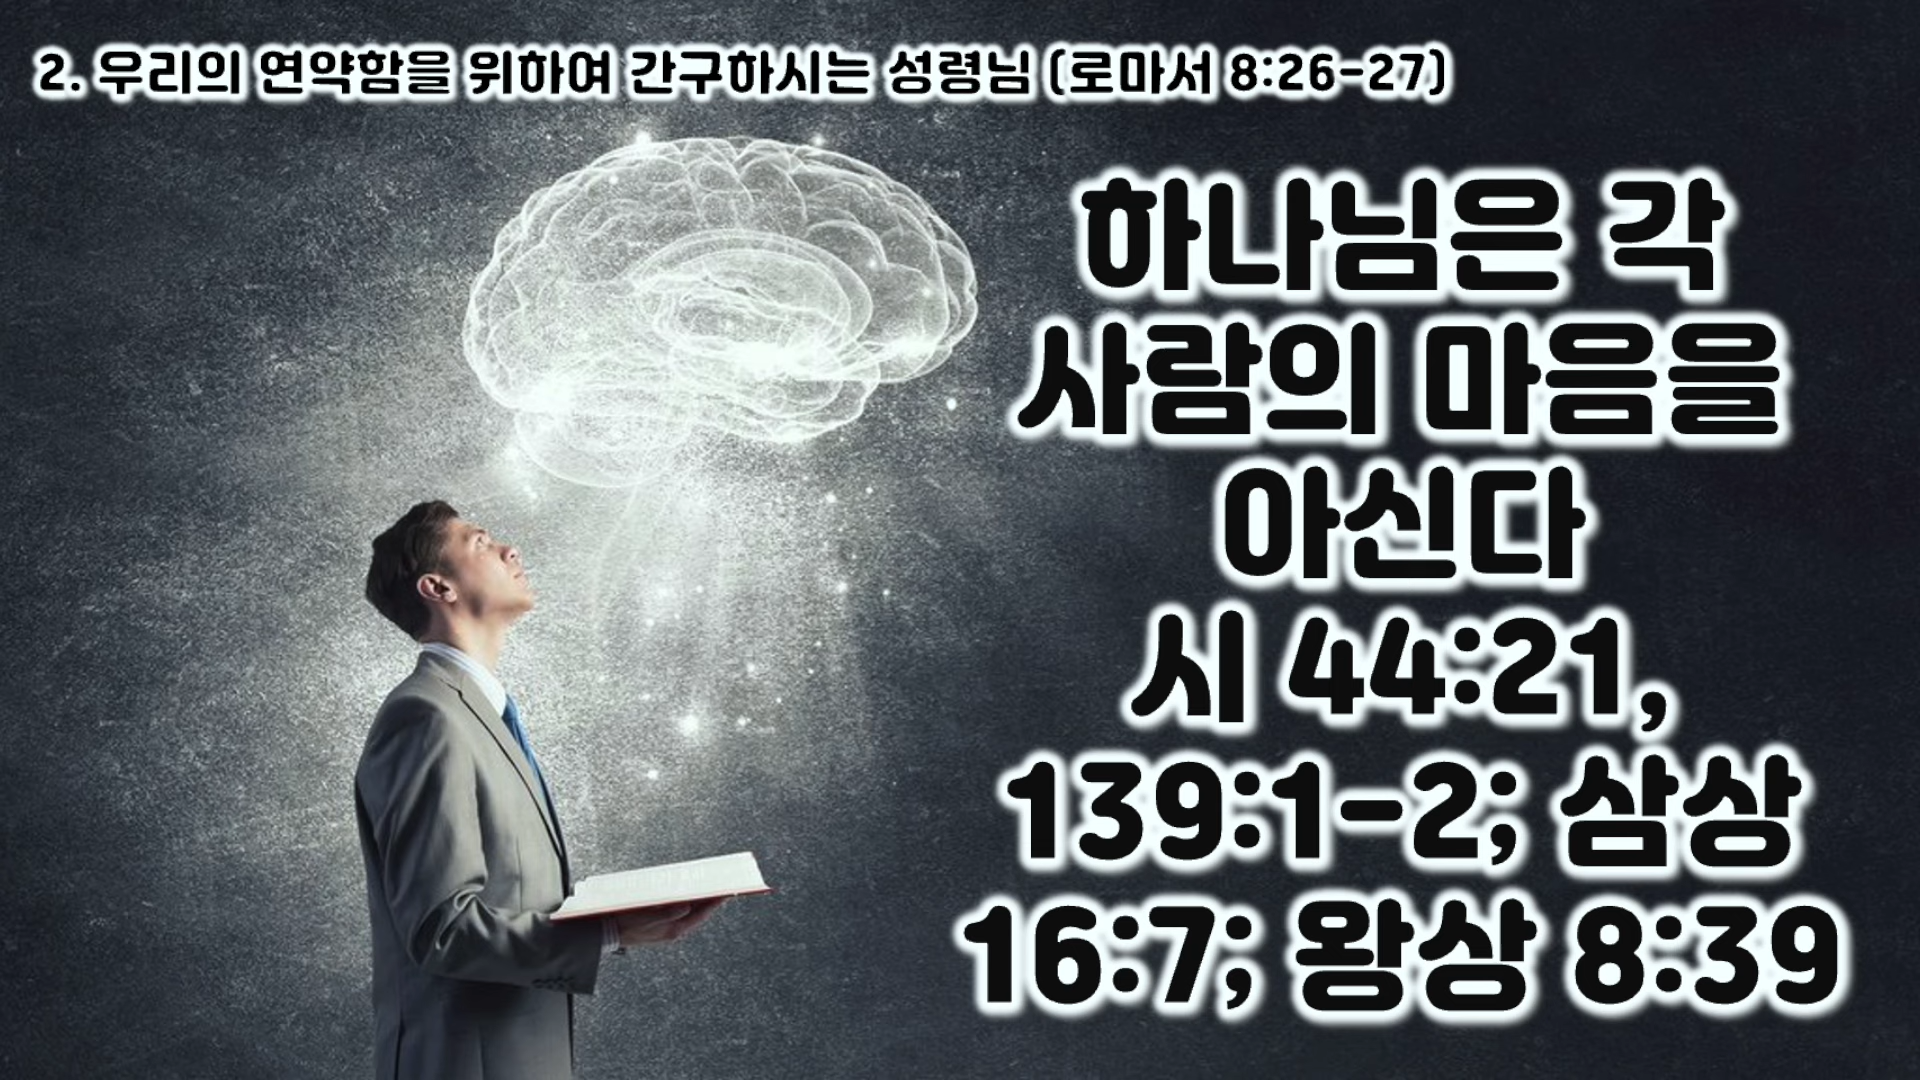 2. 우리의 연약함을 위하여 간구하시는 성령님 (로마서 8:26-27)
하나님은 각
사람의 마음을
아신다
시 44:21,
139:1-2; 삼상
16:7; 왕상 8:39